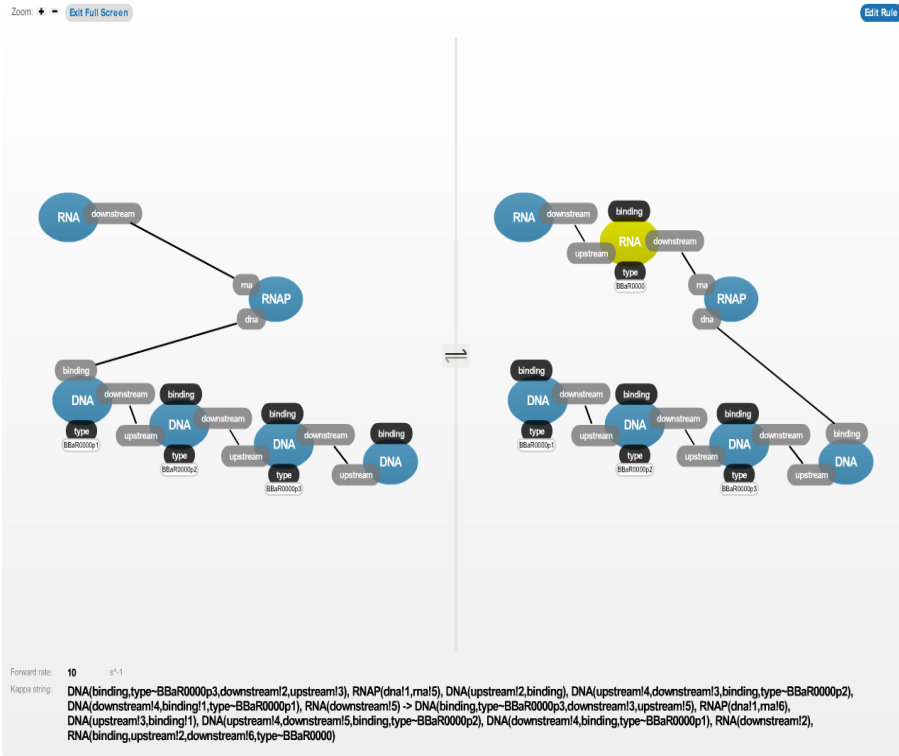 Zoom: + - Exit Full Screen Edit Rule
RNA downstream
rna
RNAP
dna
binding
DNA downstream
type
BBaR0000p1
binding
upstream DNA downstream
type
BBaR0000p2
binding
upstream DNA downstream
type
BBaR0000p3
binding
upstream DNA
RNA downstream
binding
upstream RNA downstream
type
BBaR0000
rna
RNAP
dna
binding
DNA downstream
type
BBaR0000p1
binding
upstream DNA downstream
type
BBaR0000p2
binding
upstream DNA downstream
type
BBaR0000p3
binding
upstream DNA
Forward rate: 10 s^-1
Kappa string: DNA(binding,type~BBaR0000p3,downstream!2,upstream!3), RNAP(dna!1,rna!5), DNA(upstream!2,binding), DNA(upstream!4,downstream!3,binding,type~BBaR0000p2),
DNA(downstream!4,binding!1,type~BBaR0000p1), RNA(downstream!5) -> DNA(binding,type~BBaR0000p3,downstream!3,upstream!5), RNAP(dna!1,rna!6),
DNA(upstream!3,binding!1), DNA(upstream!4,downstream!5,binding,type~BBaR0000p2), DNA(downstream!4,binding,type~BBaR0000p1), RNA(downstream!2),
RNA(binding,upstream!2,downstream!6,type~BBaR0000)